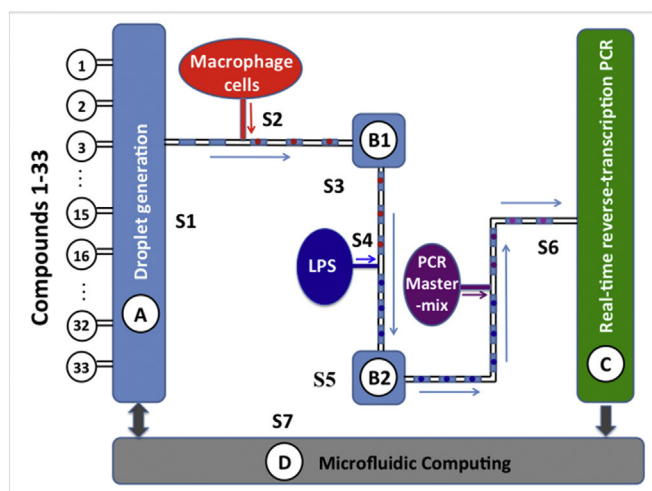 Compounds 1-33
1
2
3
...
15
16
...
32
33
Droplet generation
A
S1
Macrophage
cells
S2
B1
S3
S4
LPS
PCR
Master
-mix
S5
B2
S6
Real-time reverse-transcription PCR
C
S7
D Microfluidic Computing